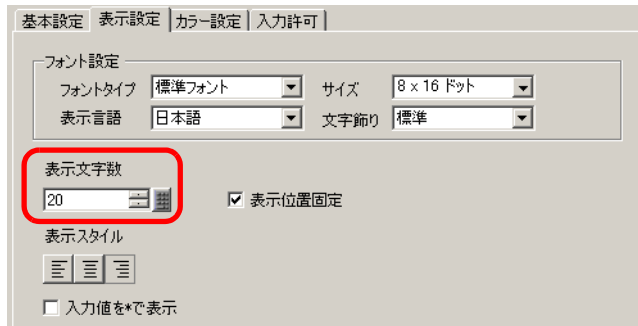 基本設定 表示設定 カラー設定 入力許可
フォント設定
フォントタイプ 標準フォント サイズ 8 x 16 ドット
表示言語 日本語 文字飾り 標準
表示文字数
20 表示位置固定
表示スタイル
入力値を*で表示